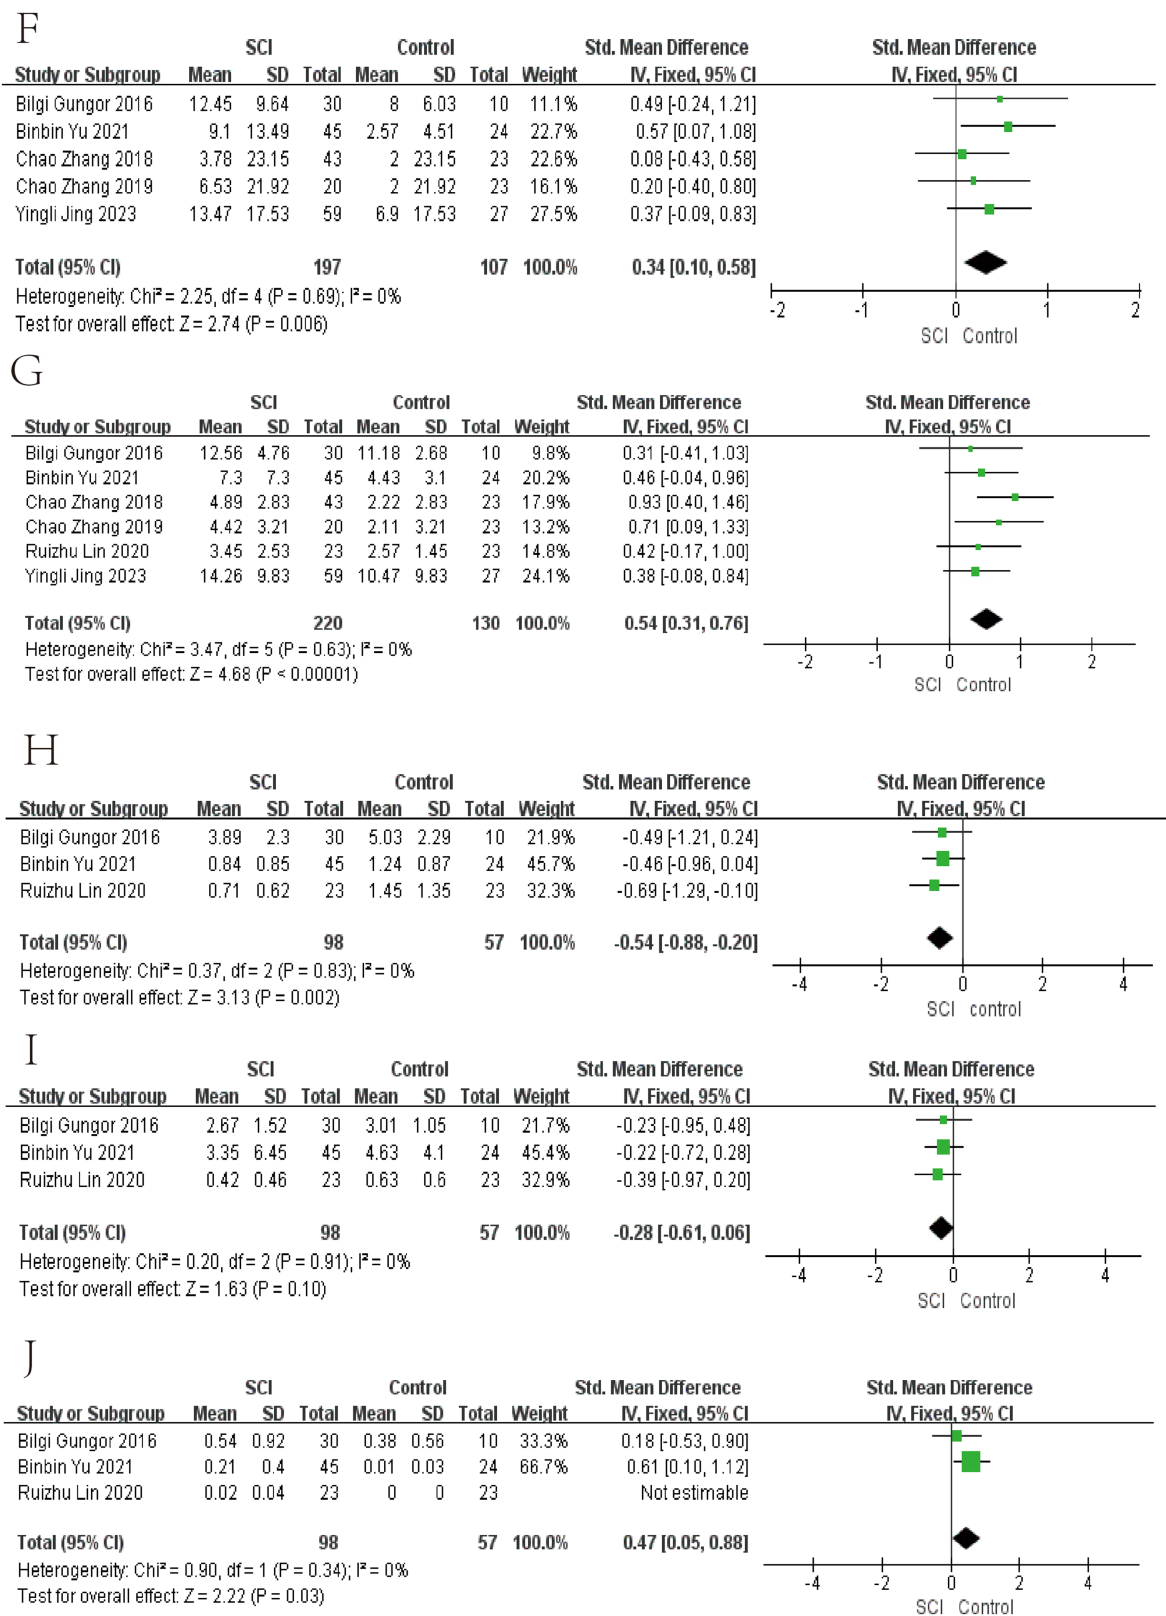 F
SCI Control Std. Mean Difference Std. Mean Difference
Study or Subgroup Mean SD Total Mean SD Total Weight IV, Fixed, 95% CI IV, Fixed, 95% CI
Bilgi Gungor 2016 12.45 9.64 30 8 6.03 10 11.1% 0.49 [-0.24, 1.21]
Binbin Yu 2021 9.1 13.49 45 2.57 4.51 24 22.7% 0.57 [0.07, 1.08]
Chao Zhang 2018 3.78 23.15 43 2 23.15 23 22.6% 0.08 [-0.43, 0.58]
Chao Zhang 2019 6.53 21.92 20 2 21.92 23 16.1% 0.20 [-0.40, 0.80]
Yingli Jing 2023 13.47 17.53 59 6.9 17.53 27 27.5% 0.37 [-0.09, 0.83]
Total (95% CI) 197 107 100.0% 0.34 [0.10, 0.58]
Heterogeneity: Chi² = 2.25, df = 4 (P = 0.69); I² = 0%
Test for overall effect: Z = 2.74 (P = 0.006)
-2 -1 0 1 2
SCI Control
G
SCI Control Std. Mean Difference Std. Mean Difference
Study or Subgroup Mean SD Total Mean SD Total Weight IV, Fixed, 95% CI IV, Fixed, 95% CI
Bilgi Gungor 2016 12.56 4.76 30 11.18 2.68 10 9.8% 0.31 [-0.41, 1.03]
Binbin Yu 2021 7.3 7.3 45 4.43 3.1 24 20.2% 0.46 [-0.04, 0.96]
Chao Zhang 2018 4.89 2.83 43 2.22 2.83 23 17.9% 0.93 [0.40, 1.46]
Chao Zhang 2019 4.42 3.21 20 2.11 3.21 23 13.2% 0.71 [0.09, 1.33]
Ruizhu Lin 2020 3.45 2.53 23 2.57 1.45 23 14.8% 0.42 [-0.17, 1.00]
Yingli Jing 2023 14.26 9.83 59 10.47 9.83 27 24.1% 0.38 [-0.08, 0.84]
Total (95% CI) 220 130 100.0% 0.54 [0.31, 0.76]
Heterogeneity: Chi² = 3.47, df = 5 (P = 0.63); I² = 0%
Test for overall effect: Z = 4.68 (P < 0.00001)
-2 -1 0 1 2
SCI Control
H
SCI Control Std. Mean Difference Std. Mean Difference
Study or Subgroup Mean SD Total Mean SD Total Weight IV, Fixed, 95% CI IV, Fixed, 95% CI
Bilgi Gungor 2016 3.89 2.3 30 5.03 2.29 10 21.9% -0.49 [-1.21, 0.24]
Binbin Yu 2021 0.84 0.85 45 1.24 0.87 24 45.7% -0.46 [-0.96, 0.04]
Ruizhu Lin 2020 0.71 0.62 23 1.45 1.35 23 32.3% -0.69 [-1.29, -0.10]
Total (95% CI) 98 57 100.0% -0.54 [-0.88, -0.20]
Heterogeneity: Chi² = 0.37, df = 2 (P = 0.83); I² = 0%
Test for overall effect: Z = 3.13 (P = 0.002)
-4 -2 0 2 4
SCI control
I
SCI Control Std. Mean Difference Std. Mean Difference
Study or Subgroup Mean SD Total Mean SD Total Weight IV, Fixed, 95% CI IV, Fixed, 95% CI
Bilgi Gungor 2016 2.67 1.52 30 3.01 1.05 10 21.7% -0.23 [-0.95, 0.48]
Binbin Yu 2021 3.35 6.45 45 4.63 4.1 24 45.4% -0.22 [-0.72, 0.28]
Ruizhu Lin 2020 0.42 0.46 23 0.63 0.6 23 32.9% -0.39 [-0.97, 0.20]
Total (95% CI) 98 57 100.0% -0.28 [-0.61, 0.06]
Heterogeneity: Chi² = 0.20, df = 2 (P = 0.91); I² = 0%
Test for overall effect: Z = 1.63 (P = 0.10)
-4 -2 0 2 4
SCI Control
J
SCI Control Std. Mean Difference Std. Mean Difference
Study or Subgroup Mean SD Total Mean SD Total Weight IV, Fixed, 95% CI IV, Fixed, 95% CI
Bilgi Gungor 2016 0.54 0.92 30 0.38 0.56 10 33.3% 0.18 [-0.53, 0.90]
Binbin Yu 2021 0.21 0.4 45 0.01 0.03 24 66.7% 0.61 [0.10, 1.12]
Ruizhu Lin 2020 0.02 0.04 23 0 0 23 Not estimable
Total (95% CI) 98 57 100.0% 0.47 [0.05, 0.88]
Heterogeneity: Chi² = 0.90, df = 1 (P = 0.34); I² = 0%
Test for overall effect: Z = 2.22 (P = 0.03)
-4 -2 0 2 4
SCI Control